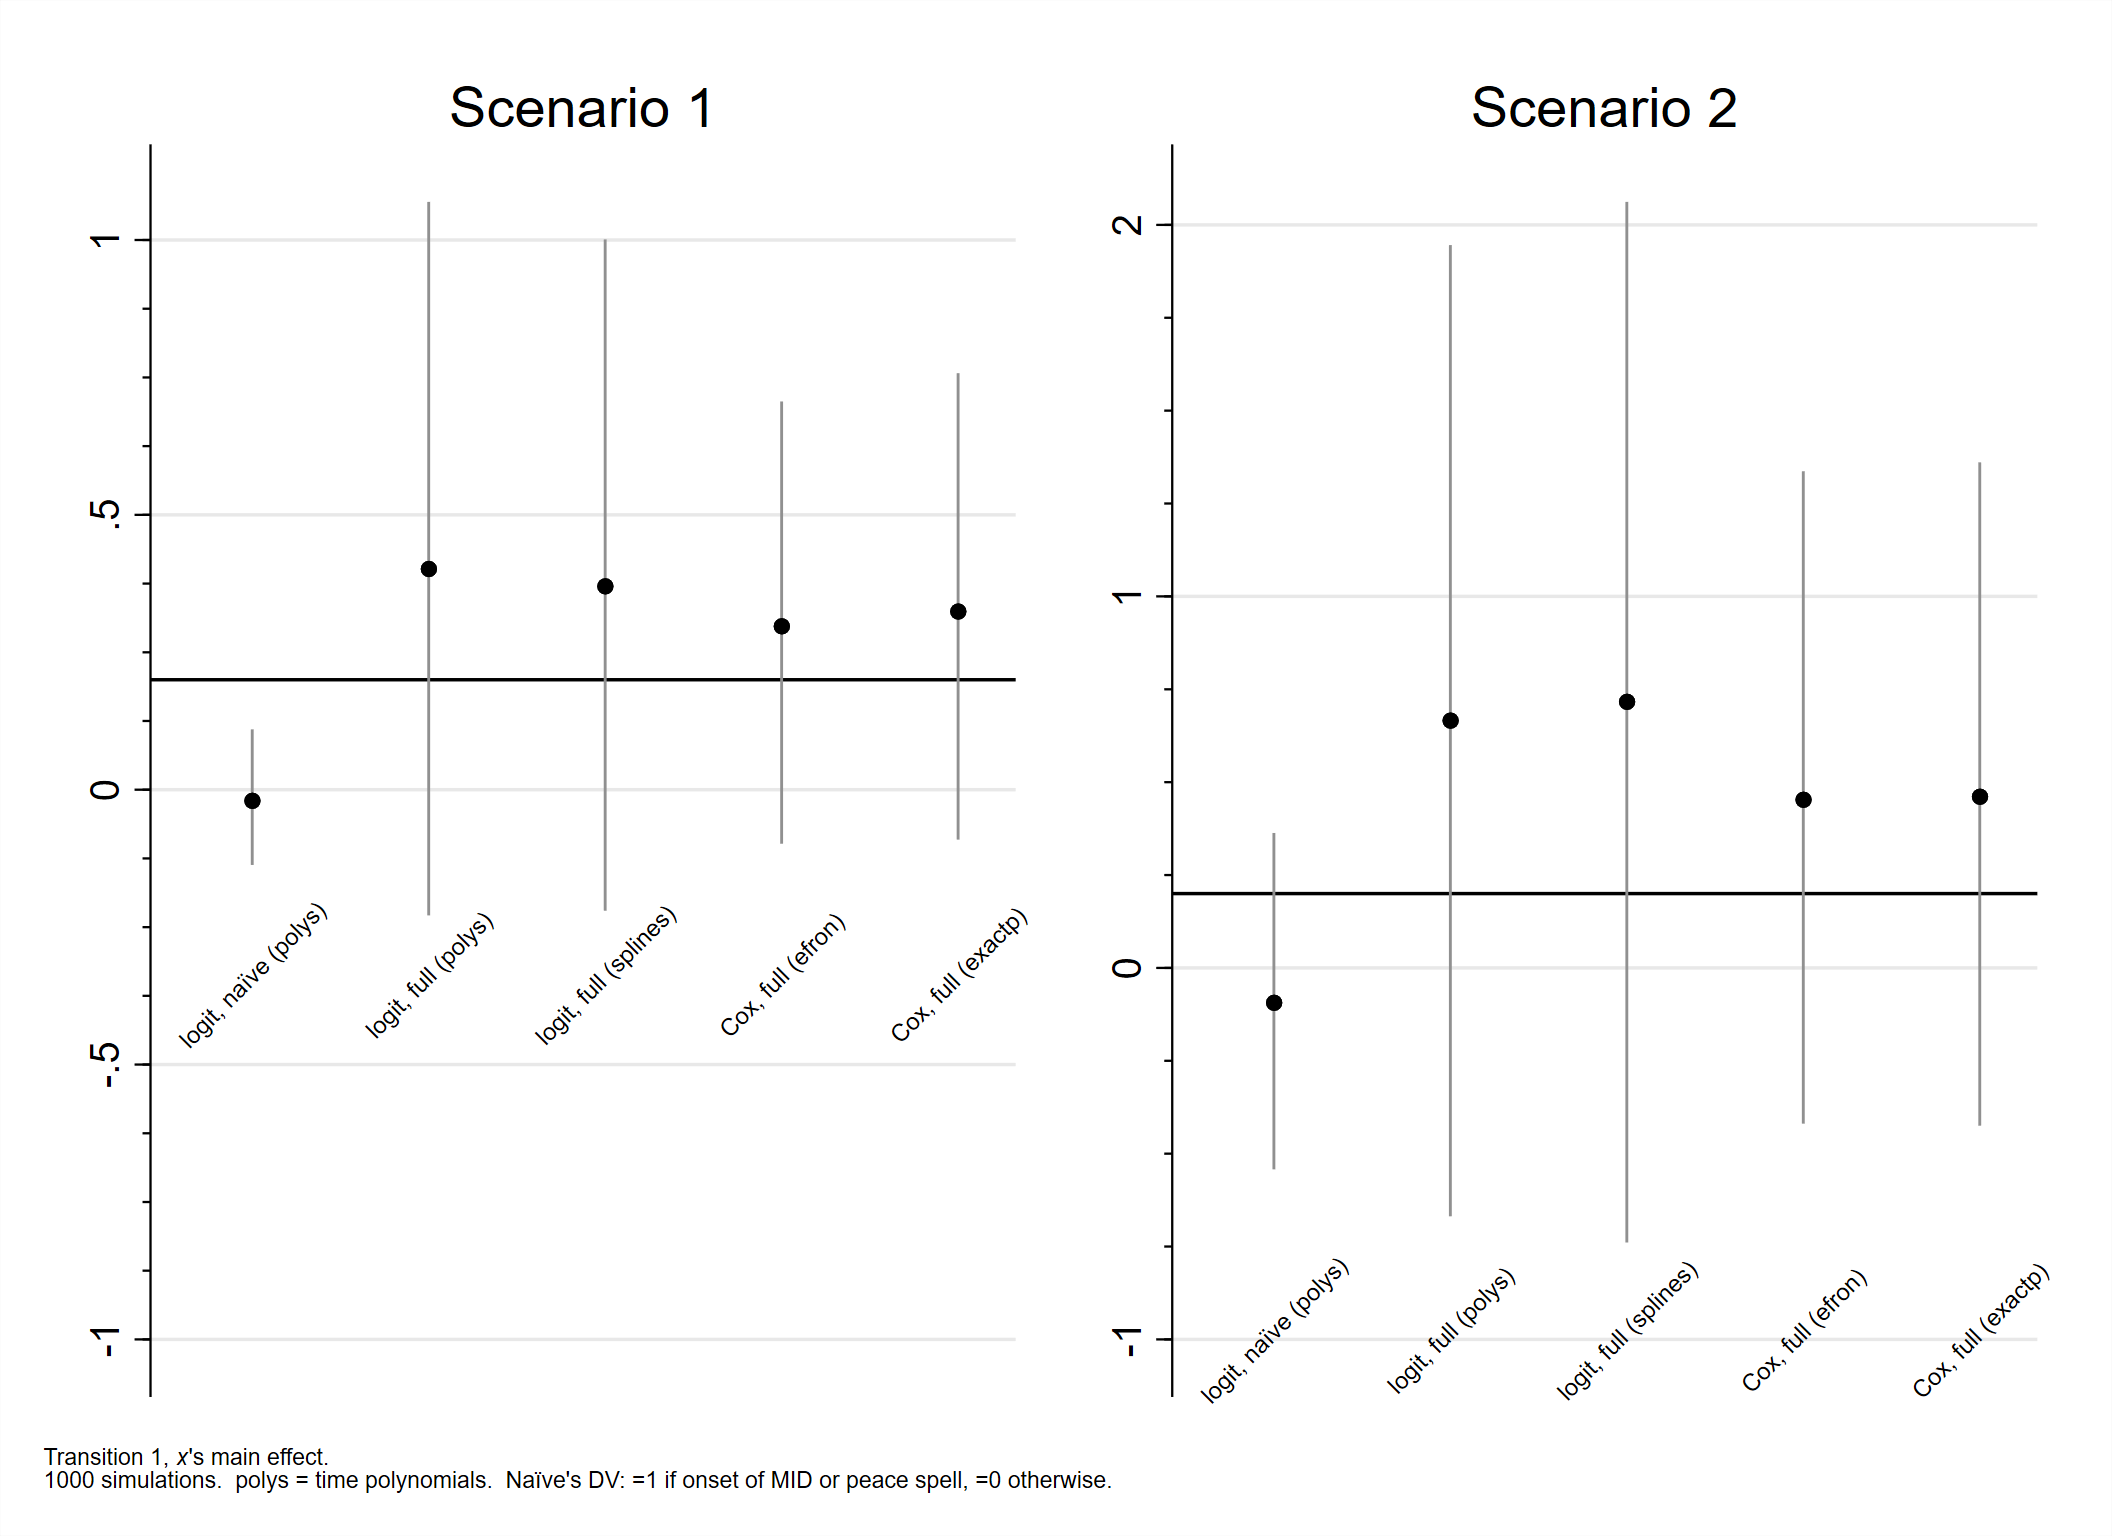 Scenario 1
1
.5
0
-.5
-1
logit, naïve (polys)
logit, full (polys)
logit, full (splines)
Cox, full (efron)
Cox, full (exactp)
Scenario 2
2
1
0
-1
logit, naïve (polys)
logit, full (polys)
logit, full (splines)
Cox, full (efron)
Cox, full (exactp)
Transition 1, x's main effect.
1000 simulations.  polys = time polynomials.  Naïve's DV: =1 if onset of MID or peace spell, =0 otherwise.